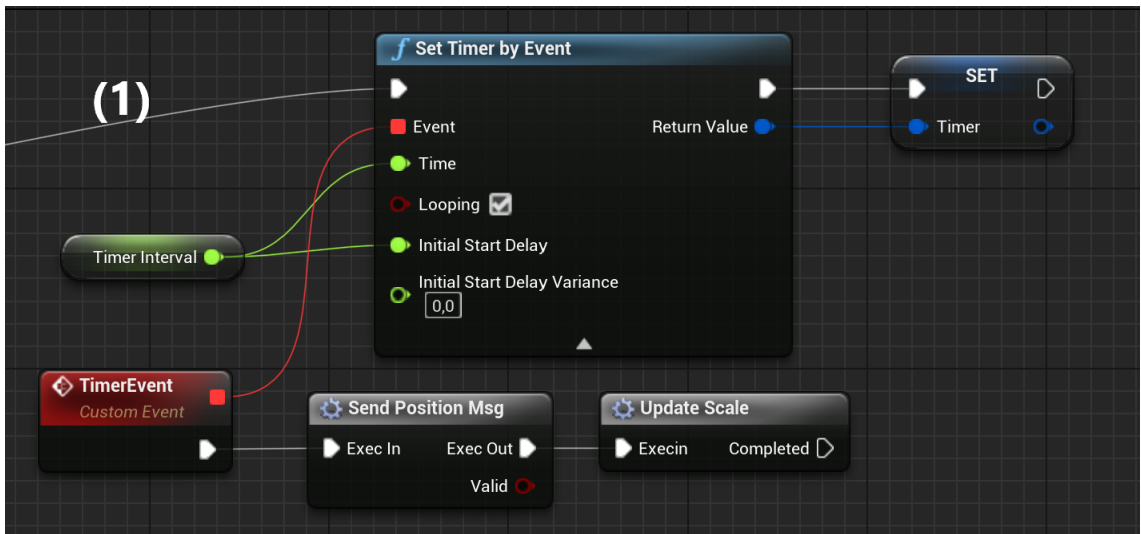 (1)
Set Timer by Event
Event
Return Value
Time
Looping
Initial Start Delay
Initial Start Delay Variance
0,0
SET
Timer
Timer Interval
TimerEvent
Custom Event
Send Position Msg
Exec In Exec Out
Valid
Update Scale
Execin Completed